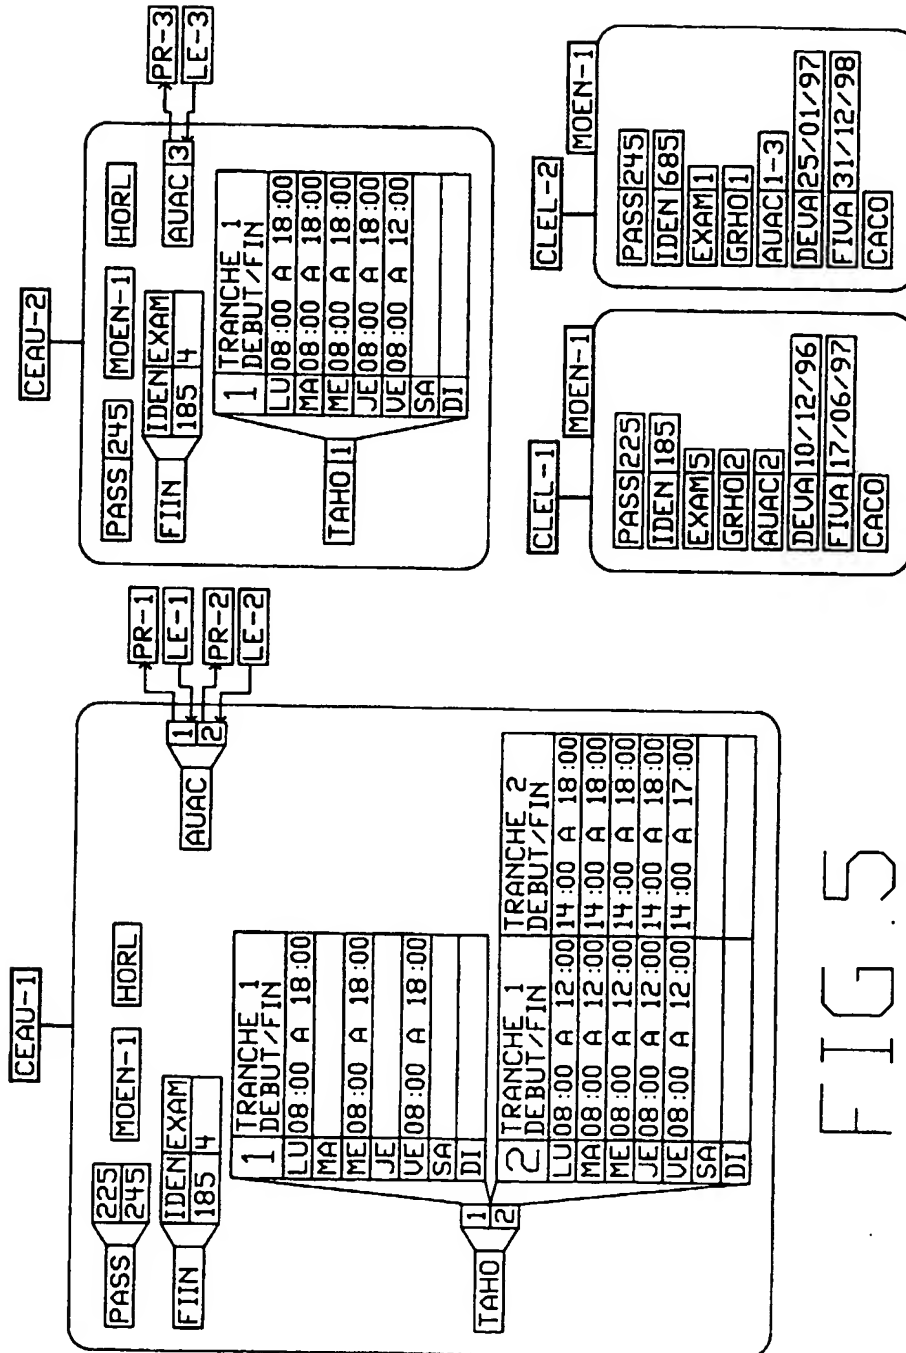 CEAU-1
PASS 225 245
MOEN-1
HORL
FIIN
IDEN EXAM
185 4
AUAC 1 2
PR-1
LE-1
PR-2
LE-2
TAHO 1 2
1 TRANCHE 1
DEBUT/FIN
LU 08:00 A 18:00
MA
ME 08:00 A 18:00
JE
VE 08:00 A 18:00
SA
DI
2 TRANCHE 1 TRANCHE 2
DEBUT/FIN DEBUT/FIN
LU 08:00 A 12:00 14:00 A 18:00
MA 08:00 A 12:00 14:00 A 18:00
ME 08:00 A 12:00 14:00 A 18:00
JE 08:00 A 12:00 14:00 A 18:00
VE 08:00 A 12:00 14:00 A 17:00
SA
DI
CEAU-2
PASS 245
MOEN-1
HORL
FIIN
IDEN EXAM
185 4
AUAC 3
PR-3
LE-3
TAHO 1
1 TRANCHE 1
DEBUT/FIN
LU 08:00 A 18:00
MA 08:00 A 18:00
ME 08:00 A 18:00
JE 08:00 A 18:00
VE 08:00 A 12:00
SA
DI
CLEL-1
MOEN-1
PASS 225
IDEN 185
EXAM 5
GRHO 2
AUAC 2
DEVA 10/12/96
FIVA 17/06/97
CACO
CLEL-2
MOEN-1
PASS 245
IDEN 685
EXAM 1
GRHO 1
AUAC 1-3
DEVA 25/01/97
FIVA 31/12/98
CACO
FIG.5